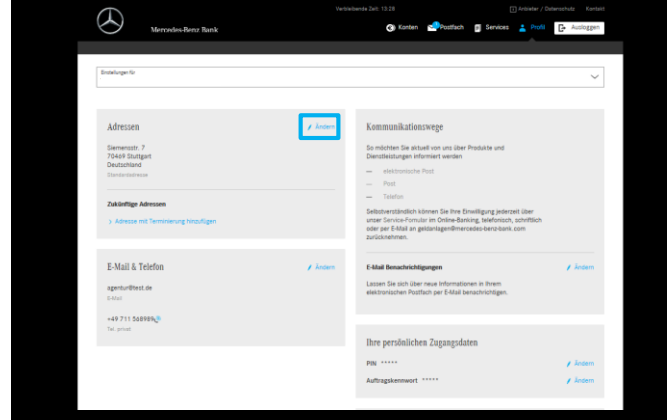 Verbleibende Zeit: 13:29
Anbieter / Datenschutz Kontakt
Mercedes-Benz Bank
Konten Postfach Services Profil Ausloggen
Einstellungen für
Adressen Ändern
Siemensstr. 7
70469 Stuttgart
Deutschland
Standardadresse
Zukünftige Adressen
> Adresse mit Terminierung hinzufügen
E-Mail & Telefon Ändern
agentur@test.de
E-Mail
+49 711 568989
Tel. privat
Kommunikationswege
So möchten Sie aktuell von uns über Produkte und
Dienstleistungen informiert werden
— elektronische Post
— Post
— Telefon
Selbstverständlich können Sie Ihre Einwilligung jederzeit über
unser Service-Fomular im Online-Banking, telefonisch, schriftlich
oder per E-Mail an geldanlagen@mercedes-benz-bank.com
zurücknehmen.
E-Mail Benachrichtigungen Ändern
Lassen Sie sich über neue Informationen in Ihrem
elektronischen Postfach per E-Mail benachrichtigen.
Ihre persönlichen Zugangsdaten
PIN ***** Ändern
Auftragskennwort ***** Ändern